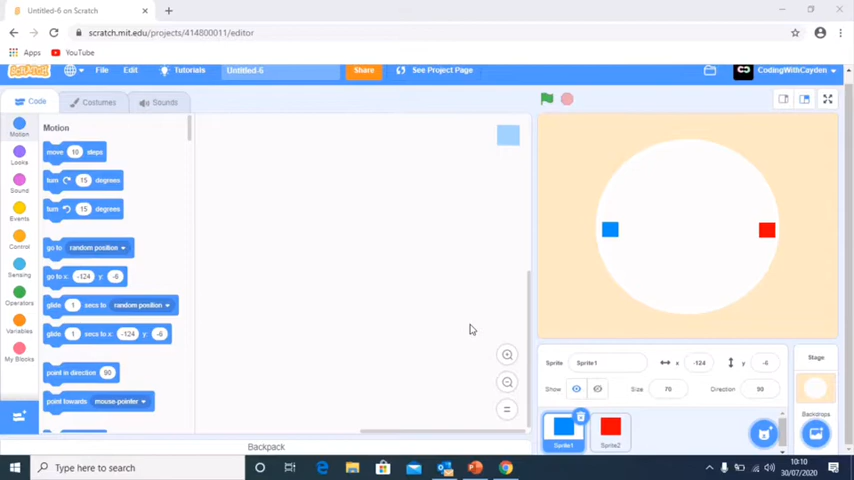 Untitled-6 on Scratch
scratch.mit.edu/projects/414800011/editor
Apps YouTube
SCRATCH File Edit Tutorials Untitled-6 Share See Project Page CodingWithCayden
Code Costumes Sounds
Motion
Looks
Sound
Events
Control
Sensing
Operators
Variables
My Blocks
Motion
move 10 steps
turn 15 degrees
turn 15 degrees
go to random position
go to x: -124 y: -6
glide 1 secs to random position
glide 1 secs to x: -124 y: -6
point in direction 90
point towards mouse-pointer
Backpack
Sprite Sprite1 x -124 y -6
Show Size 70 Direction 90
Sprite1 Sprite2
Stage
Backdrops
Type here to search
10:10
30/07/2020